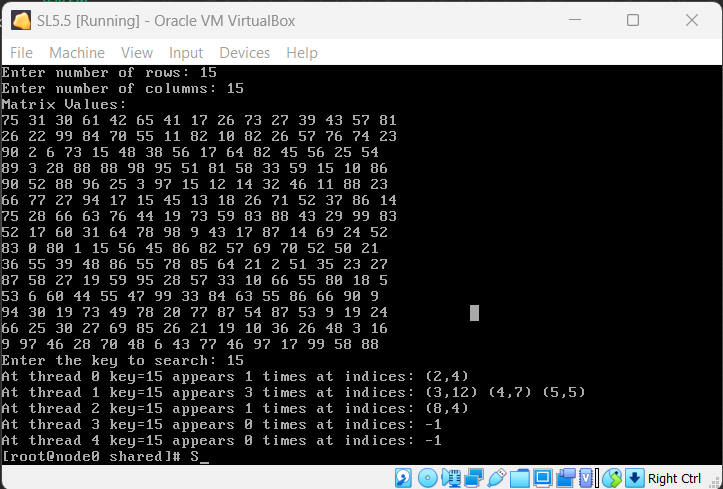 SL5.5 [Running] - Oracle VM VirtualBox
File Machine View Input Devices Help
Enter number of rows: 15
Enter number of columns: 15
Matrix Values:
75 31 30 61 42 65 41 17 26 73 27 39 43 57 81
26 22 99 84 70 55 11 82 10 82 26 57 76 74 23
90 2 6 73 15 48 38 56 17 64 82 45 56 25 54
89 3 28 88 88 98 95 51 81 58 33 59 15 10 86
90 52 88 96 25 3 97 15 12 14 32 46 11 88 23
66 77 27 94 17 15 45 13 18 26 71 52 37 86 14
75 28 66 63 76 44 19 73 59 83 88 43 29 99 83
52 17 60 31 64 78 98 9 43 17 87 14 69 24 52
83 0 80 1 15 56 45 86 82 57 69 70 52 50 21
36 55 39 48 86 55 78 85 64 21 2 51 35 23 27
87 58 27 19 59 95 28 57 33 10 66 55 80 18 5
53 6 60 44 55 47 99 33 84 63 55 86 66 90 9
94 30 19 73 49 78 20 77 87 54 87 53 9 19 24
66 25 30 27 69 85 26 21 19 10 36 26 48 3 16
9 97 46 28 70 48 6 43 77 46 97 17 99 58 88
Enter the key to search: 15
At thread 0 key=15 appears 1 times at indices: (2,4)
At thread 1 key=15 appears 3 times at indices: (3,12) (4,7) (5,5)
At thread 2 key=15 appears 1 times at indices: (8,4)
At thread 3 key=15 appears 0 times at indices: -1
At thread 4 key=15 appears 0 times at indices: -1
[root@node0 shared]# S_
Right Ctrl